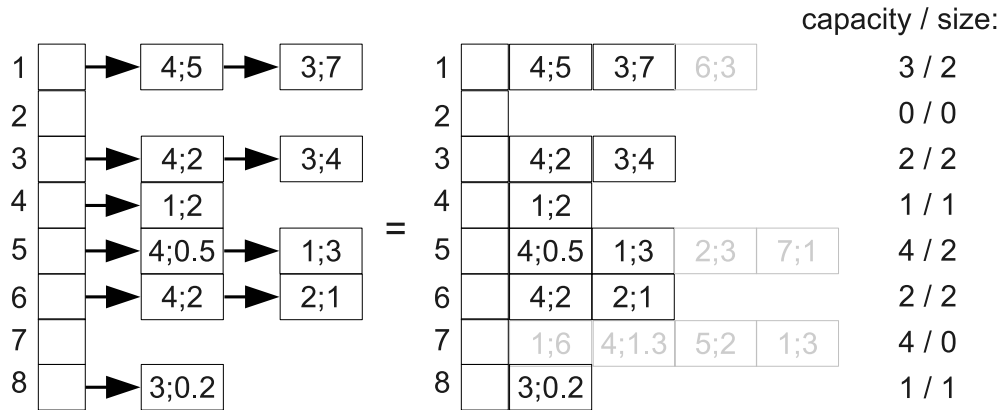 capacity / size:
1 4;5 3;7 1 4;5 3;7 6;3 3 / 2
2 2 0 / 0
3 4;2 3;4 3 4;2 3;4 2 / 2
4 1;2 4 1;2 1 / 1
=
5 4;0.5 1;3 5 4;0.5 1;3 2;3 7;1 4 / 2
6 4;2 2;1 6 4;2 2;1 2 / 2
7 7 1;6 4;1.3 5;2 1;3 4 / 0
8 3;0.2 8 3;0.2 1 / 1